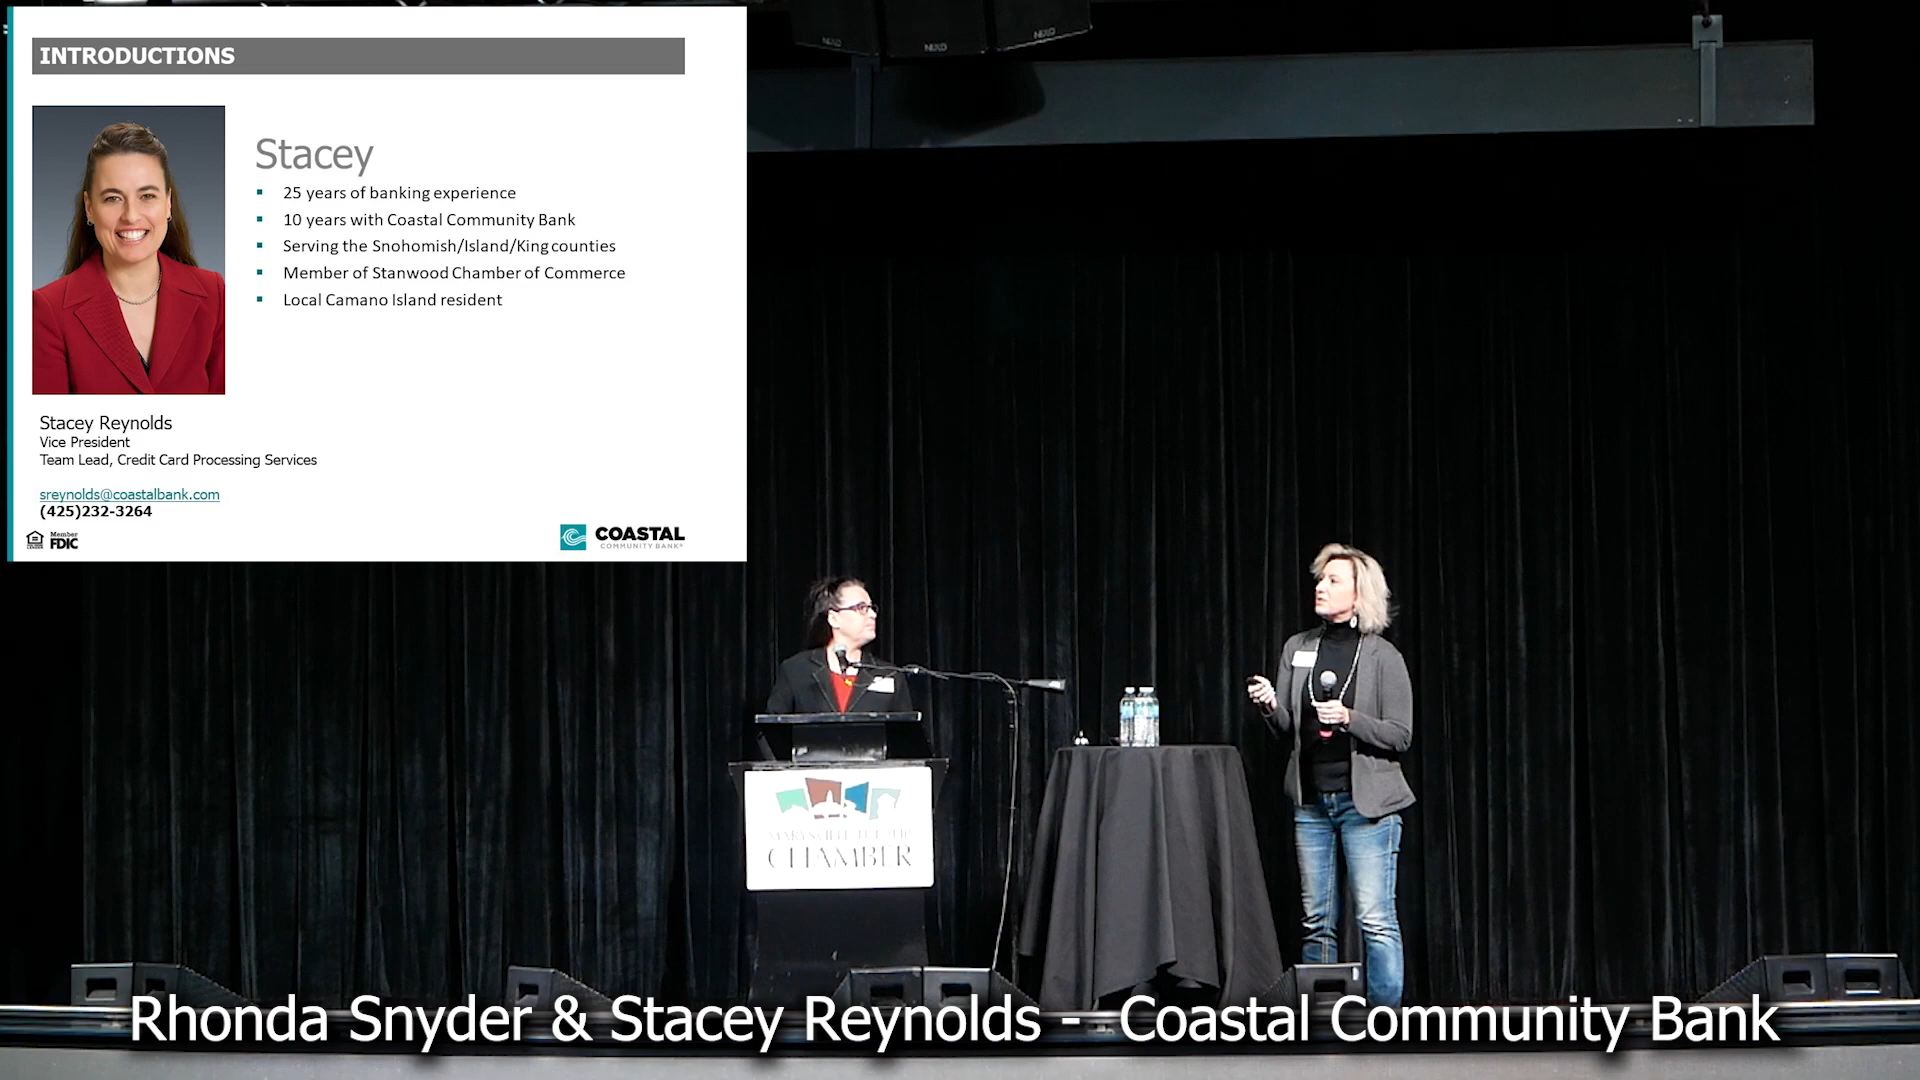 INTRODUCTIONS
Stacey
25 years of banking experience
10 years with Coastal Community Bank
Serving the Snohomish/Island/King counties
Member of Stanwood Chamber of Commerce
Local Camano Island resident
Stacey Reynolds
Vice President
Team Lead, Credit Card Processing Services
sreynolds@coastalbank.com
(425)232-3264
Member
FDIC
COASTAL
COMMUNITY BANK
NEXO
NEXO
NEXO
CHAMBER
Rhonda Snyder & Stacey Reynolds - Coastal Community Bank